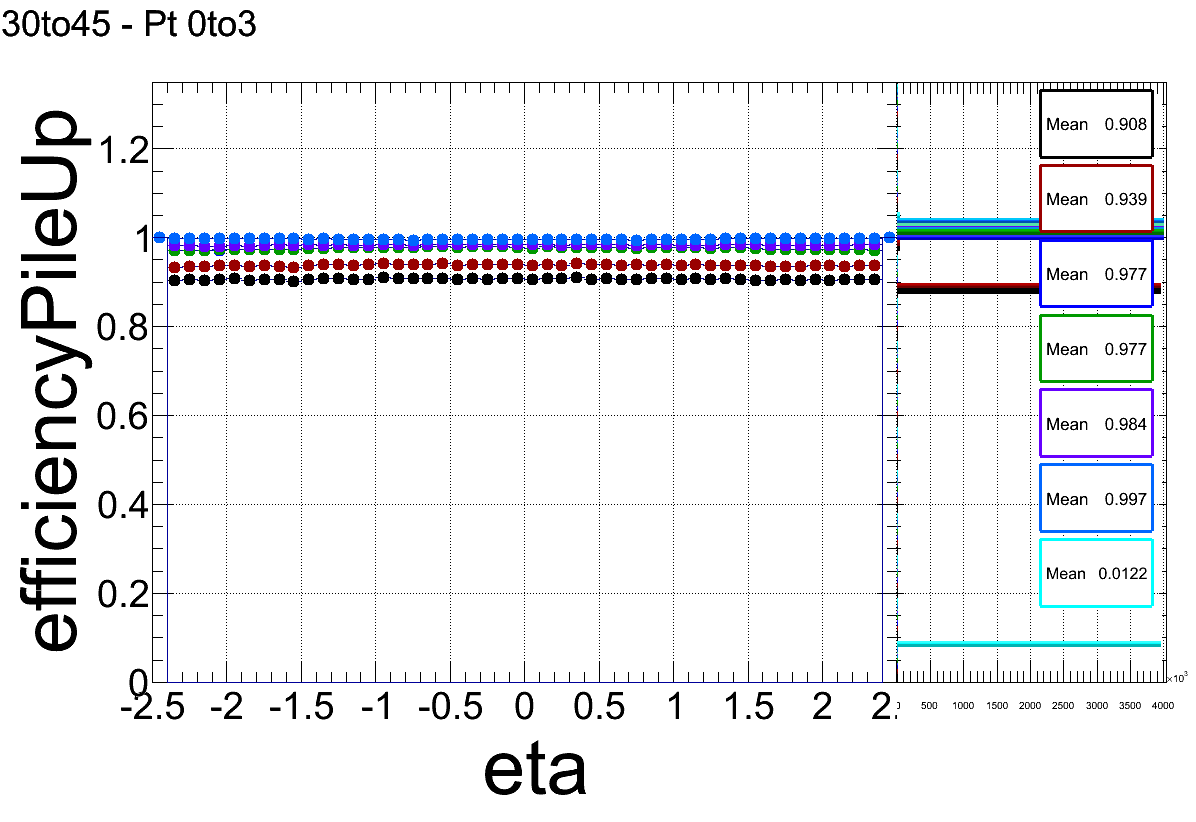 30to45 - Pt 0to3
efficiencyPileUp
1.2
1
0.8
0.6
0.4
0.2
0
-2.5 -2 -1.5 -1 -0.5 0 0.5 1 1.5 2 2.
eta
Mean 0.908
Mean 0.939
Mean 0.977
Mean 0.977
Mean 0.984
Mean 0.997
Mean 0.0122
×10³
0 500 1000 1500 2000 2500 3000 3500 4000